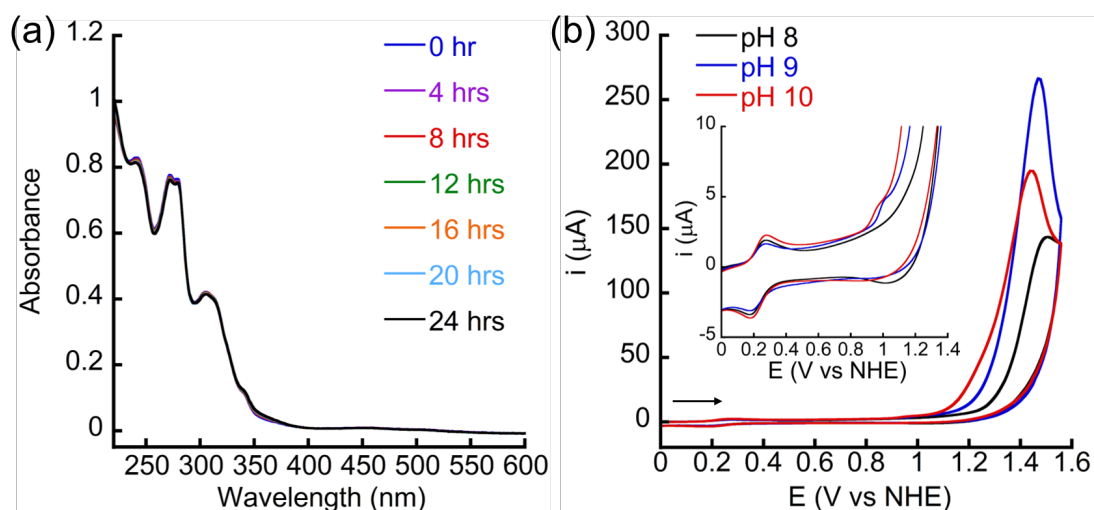 (a)
1.2
1
0.8
0.6
0.4
0.2
0
Absorbance
250 300 350 400 450 500 550 600
Wavelength (nm)
0 hr
4 hrs
8 hrs
12 hrs
16 hrs
20 hrs
24 hrs
(b)
300
250
200
150
100
50
0
i (µA)
0 0.2 0.4 0.6 0.8 1.0 1.2 1.4 1.6
E (V vs NHE)
pH 8
pH 9
pH 10
10
5
0
-5
i (µA)
0 0.2 0.4 0.6 0.8 1 1.2 1.4
E (V vs NHE)